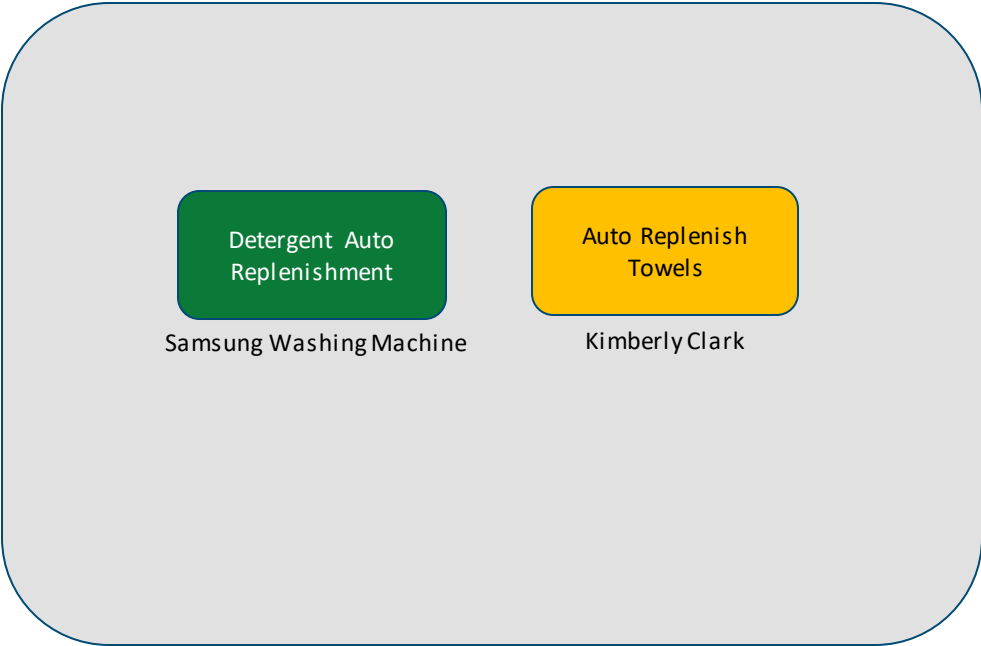 Detergent Auto
Replenishment
Samsung Washing Machine
Auto Replenish
Towels
Kimberly Clark